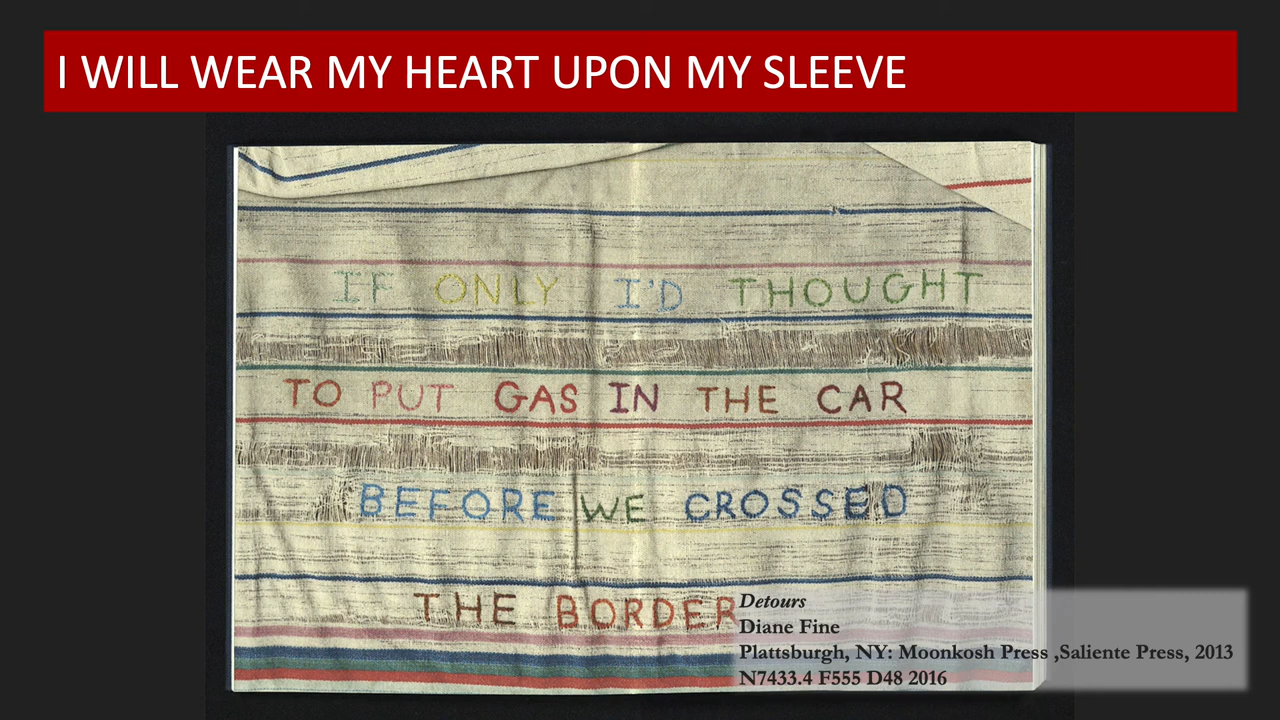 I WILL WEAR MY HEART UPON MY SLEEVE
IF ONLY I'D THOUGHT
TO PUT GAS IN THE CAR
BEFORE WE CROSSED
THE BORDER
Detours
Diane Fine
Plattsburgh, NY: Moonkosh Press ,Saliente Press, 2013
N7433.4 F555 D48 2016